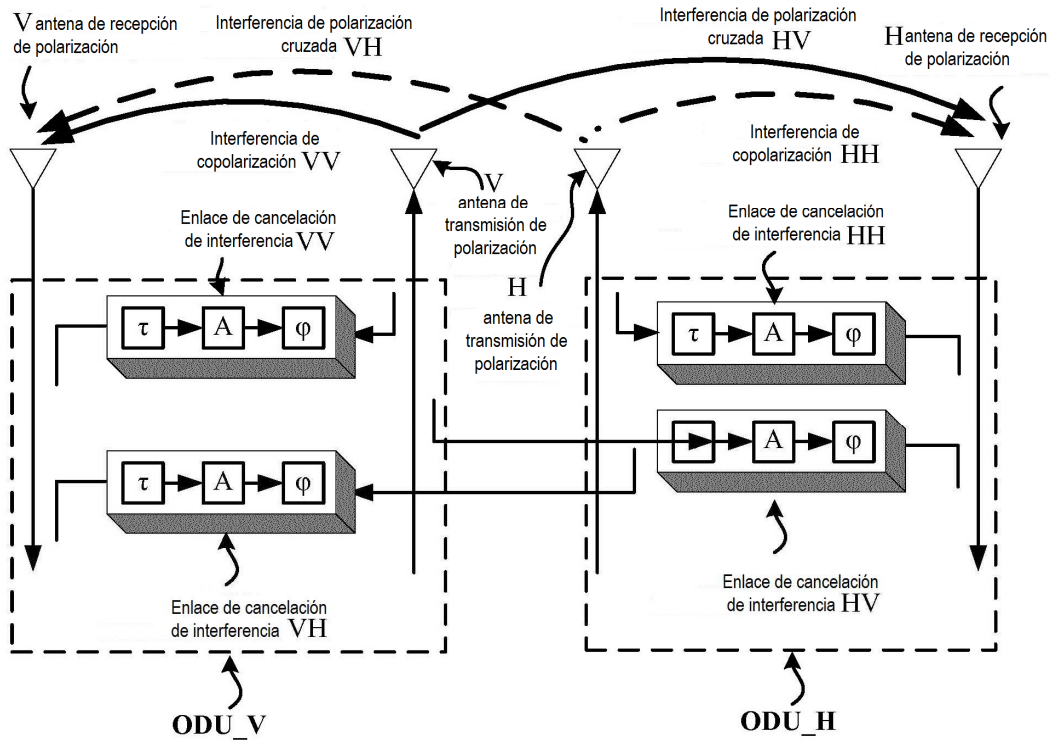 V antena de recepción
de polarización
Interferencia de polarización
cruzada VH
Interferencia de polarización
cruzada HV
H antena de recepción
de polarización
Interferencia de
copolarización VV
Interferencia de
copolarización HH
V
antena de
transmisión de
polarización
Enlace de cancelación
de interferencia VV
Enlace de cancelación
de interferencia HH
H
antena de
transmisión de
polarización
τ A φ
τ A φ
τ A φ
A φ
Enlace de cancelación
de interferencia VH
Enlace de cancelación
de interferencia HV
ODU_V
ODU_H